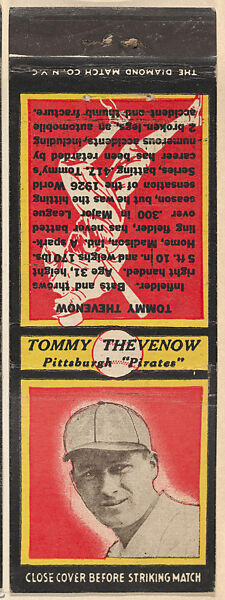 THE DIAMOND MATCH CO., N.Y.C.
TOMMY THEVENOW
Infielder. Bats and throws
right handed. Age 31, height
5 ft. 10 in. and weighs 170 lbs.
Home, Madison, Ind. A spark-
ling fielder, has never batted
over .300 in Major League
season, but he was the hitting
sensation of the 1926 World
Series, batting .417. Tommy's
career has been retarded by
numerous accidents, including
2 broken legs, an automobile
accident and thumb fracture.
TOMMY THEVENOW
Pittsburgh "Pirates"
CLOSE COVER BEFORE STRIKING MATCH